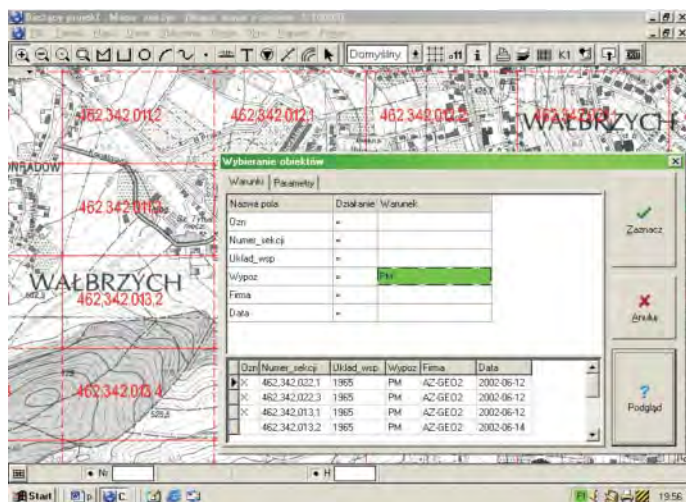 Domyślny
K1
462,342.011,2
462,342.012,1
462,342.012,2
WAŁBRZYCH
Wybieranie obiektów
Warunki
Parametry
Nazwa pola Działanie Warunek
Ozn =
Numer_sekcji =
Układ_wsp =
Wypoz = PM
Firma =
Data =
Zaznacz
Anuluj
Podgląd
WAŁBRZYCH
462,342.013,2
462,342.013,4
Ozn Numer_sekcji Układ_wsp Wypoz Firma Data
× 462.342.022,1 1965 PM AZ-GEO2 2002-06-12
× 462.342.022,3 1965 PM AZ-GEO2 2002-06-12
× 462.342.013,1 1965 PM AZ-GEO2 2002-06-12
462.342.013,2 1965 PM AZ-GEO2 2002-06-14
Nr
H
Start
19:56